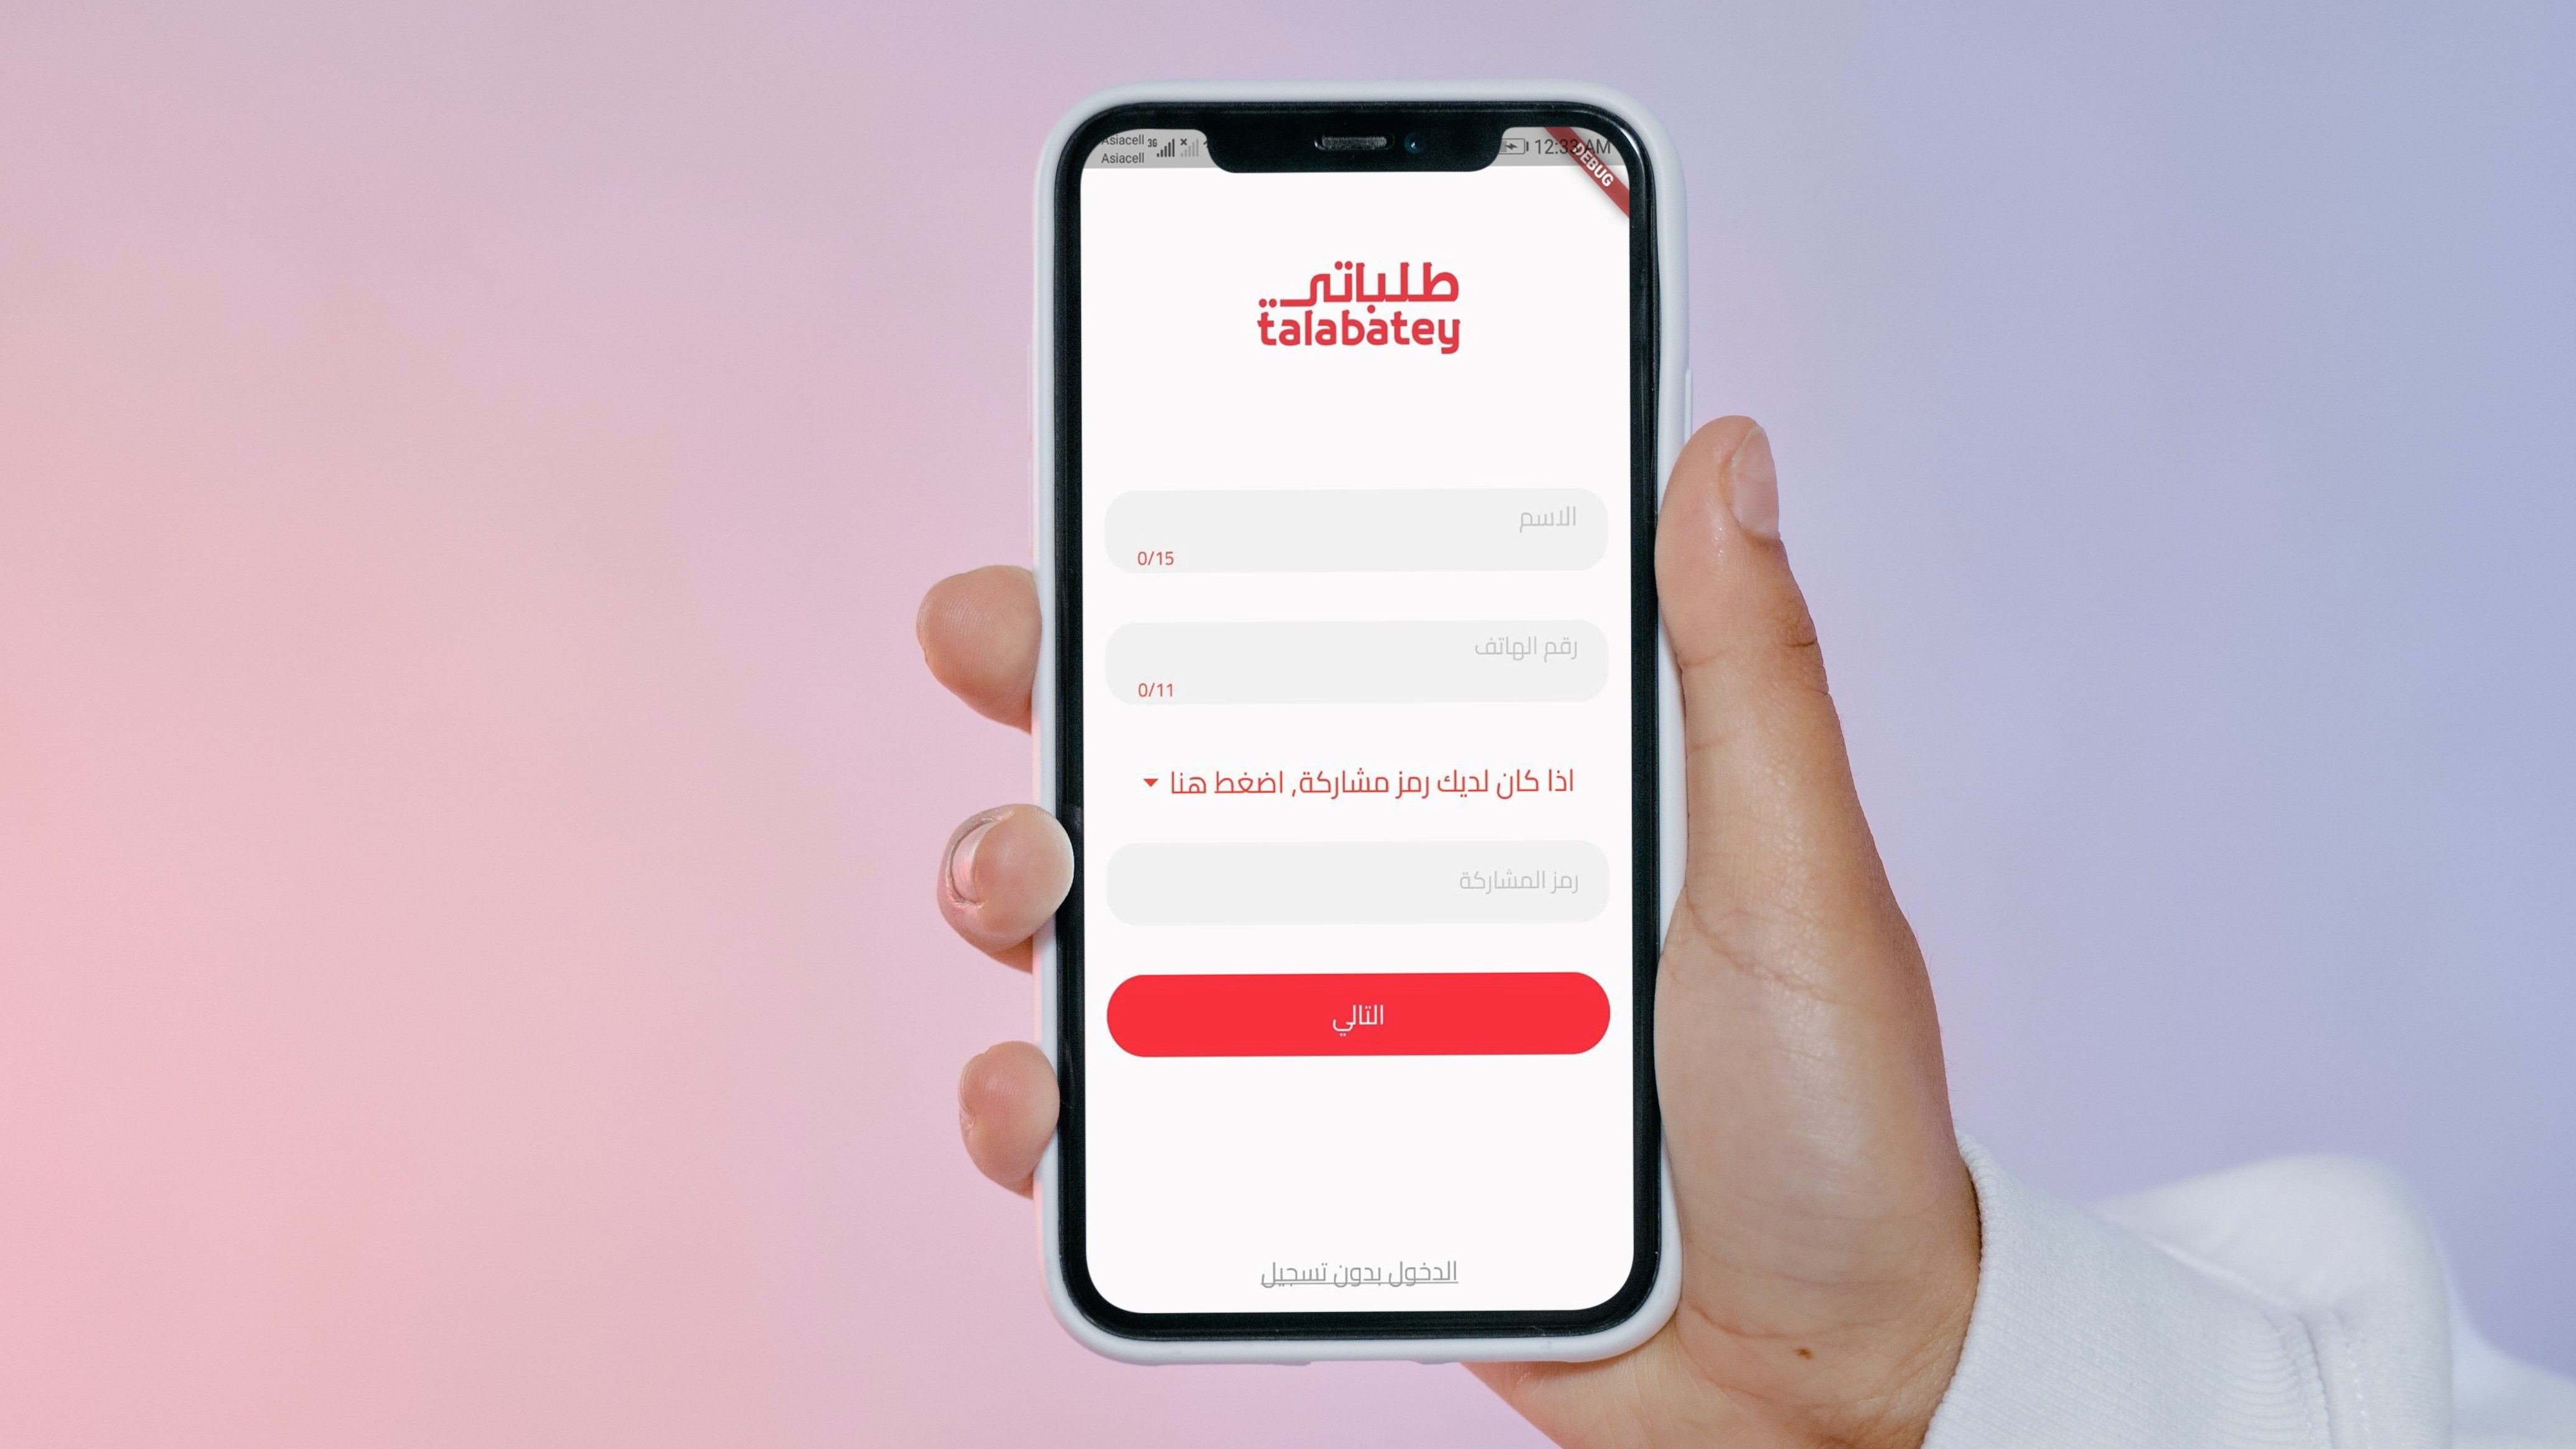 Asiacell 3G
Asiacell
12:33 AM
DEBUG
طلباتي
talabatey
الاسم
0/15
رقم الهاتف
0/11
اذا كان لديك رمز مشاركة, اضغط هنا
رمز المشاركة
التالي
الدخول بدون تسجيل